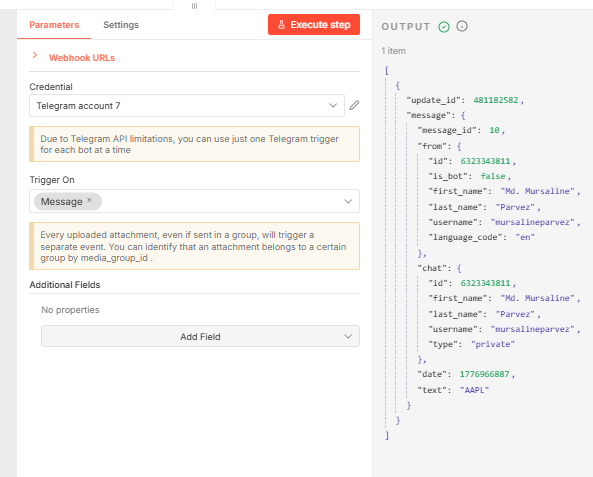 Parameters
Settings
Execute step
Webhook URLs
Credential
Telegram account 7
Due to Telegram API limitations, you can use just one Telegram trigger
for each bot at a time
Trigger On
Message ×
Every uploaded attachment, even if sent in a group, will trigger a
separate event. You can identify that an attachment belongs to a certain
group by media_group_id .
Additional Fields
No properties
Add Field
OUTPUT
1 item
[
{
"update_id": 481182582,
"message": {
"message_id": 10,
"from": {
"id": 6323343811,
"is_bot": false,
"first_name": "Md. Mursaline",
"last_name": "Parvez",
"username": "mursalineparvez",
"language_code": "en"
},
"chat": {
"id": 6323343811,
"first_name": "Md. Mursaline",
"last_name": "Parvez",
"username": "mursalineparvez",
"type": "private"
},
"date": 1776966887,
"text": "AAPL"
}
}
]